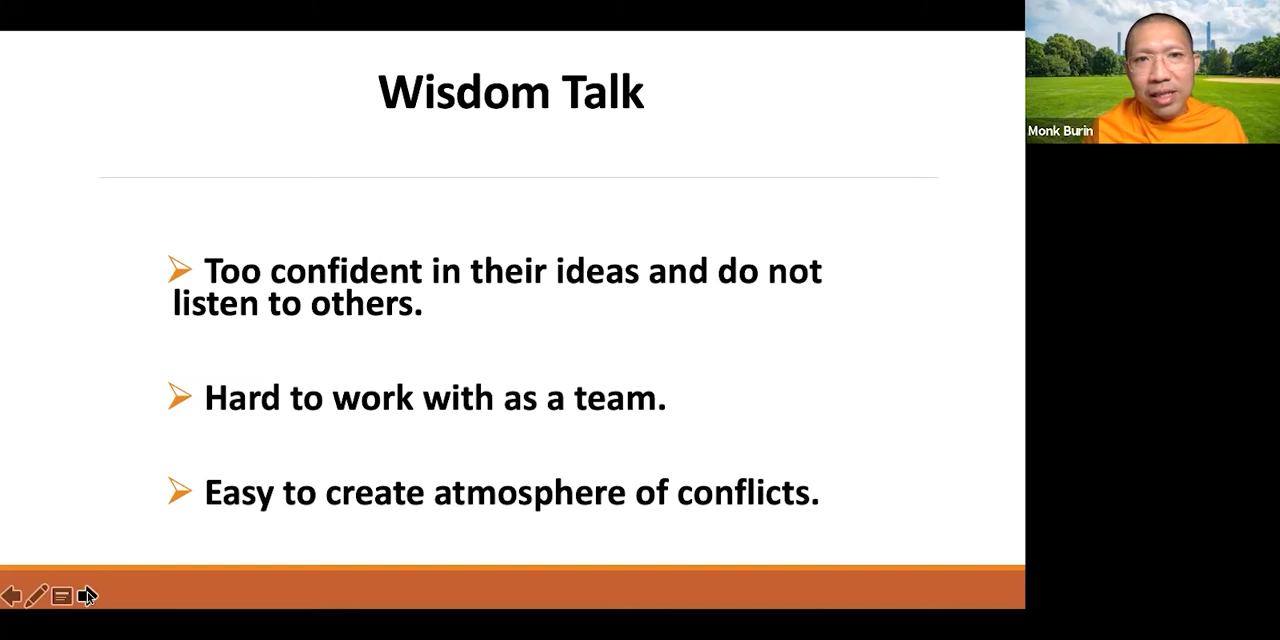 Wisdom Talk
Monk Burin
Too confident in their ideas and do not
listen to others.
Hard to work with as a team.
Easy to create atmosphere of conflicts.